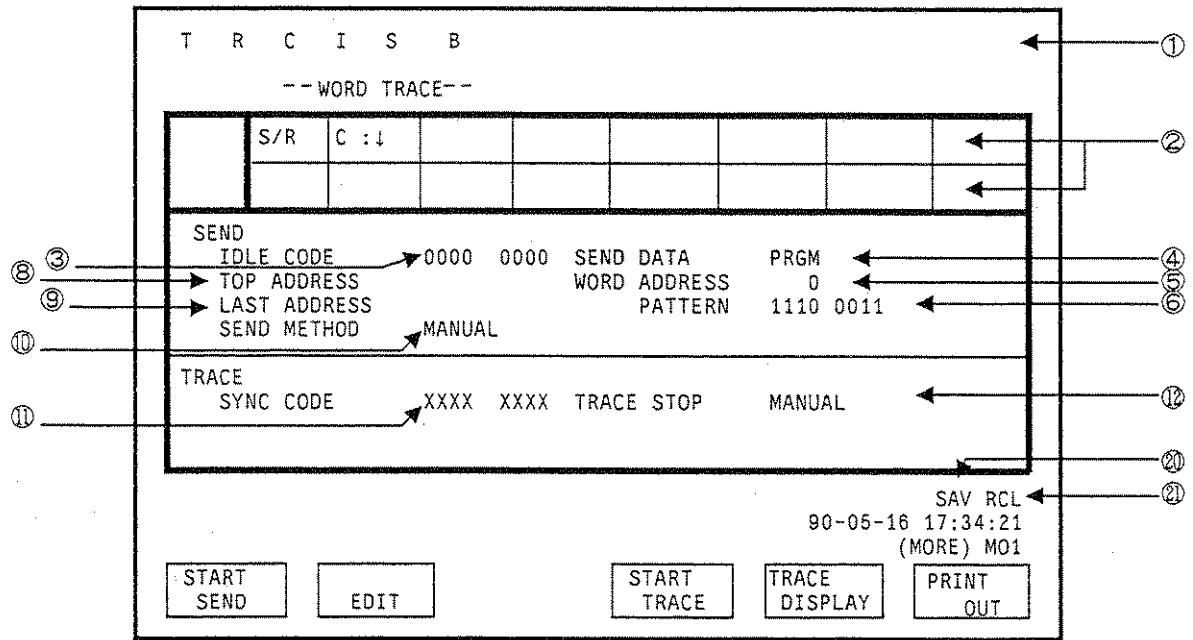 T R C I S B ①
--WORD TRACE--
S/R C :↓ ②
SEND
③ IDLE CODE 0000 0000 SEND DATA PRGM ④
⑧ TOP ADDRESS WORD ADDRESS 0 ⑤
⑨ LAST ADDRESS PATTERN 1110 0011 ⑥
⑩ SEND METHOD MANUAL
TRACE
⑪ SYNC CODE XXXX XXXX TRACE STOP MANUAL ⑫
⑳
SAV RCL ㉑
90-05-16 17:34:21
(MORE) M01
START SEND
EDIT
START TRACE
TRACE DISPLAY
PRINT OUT